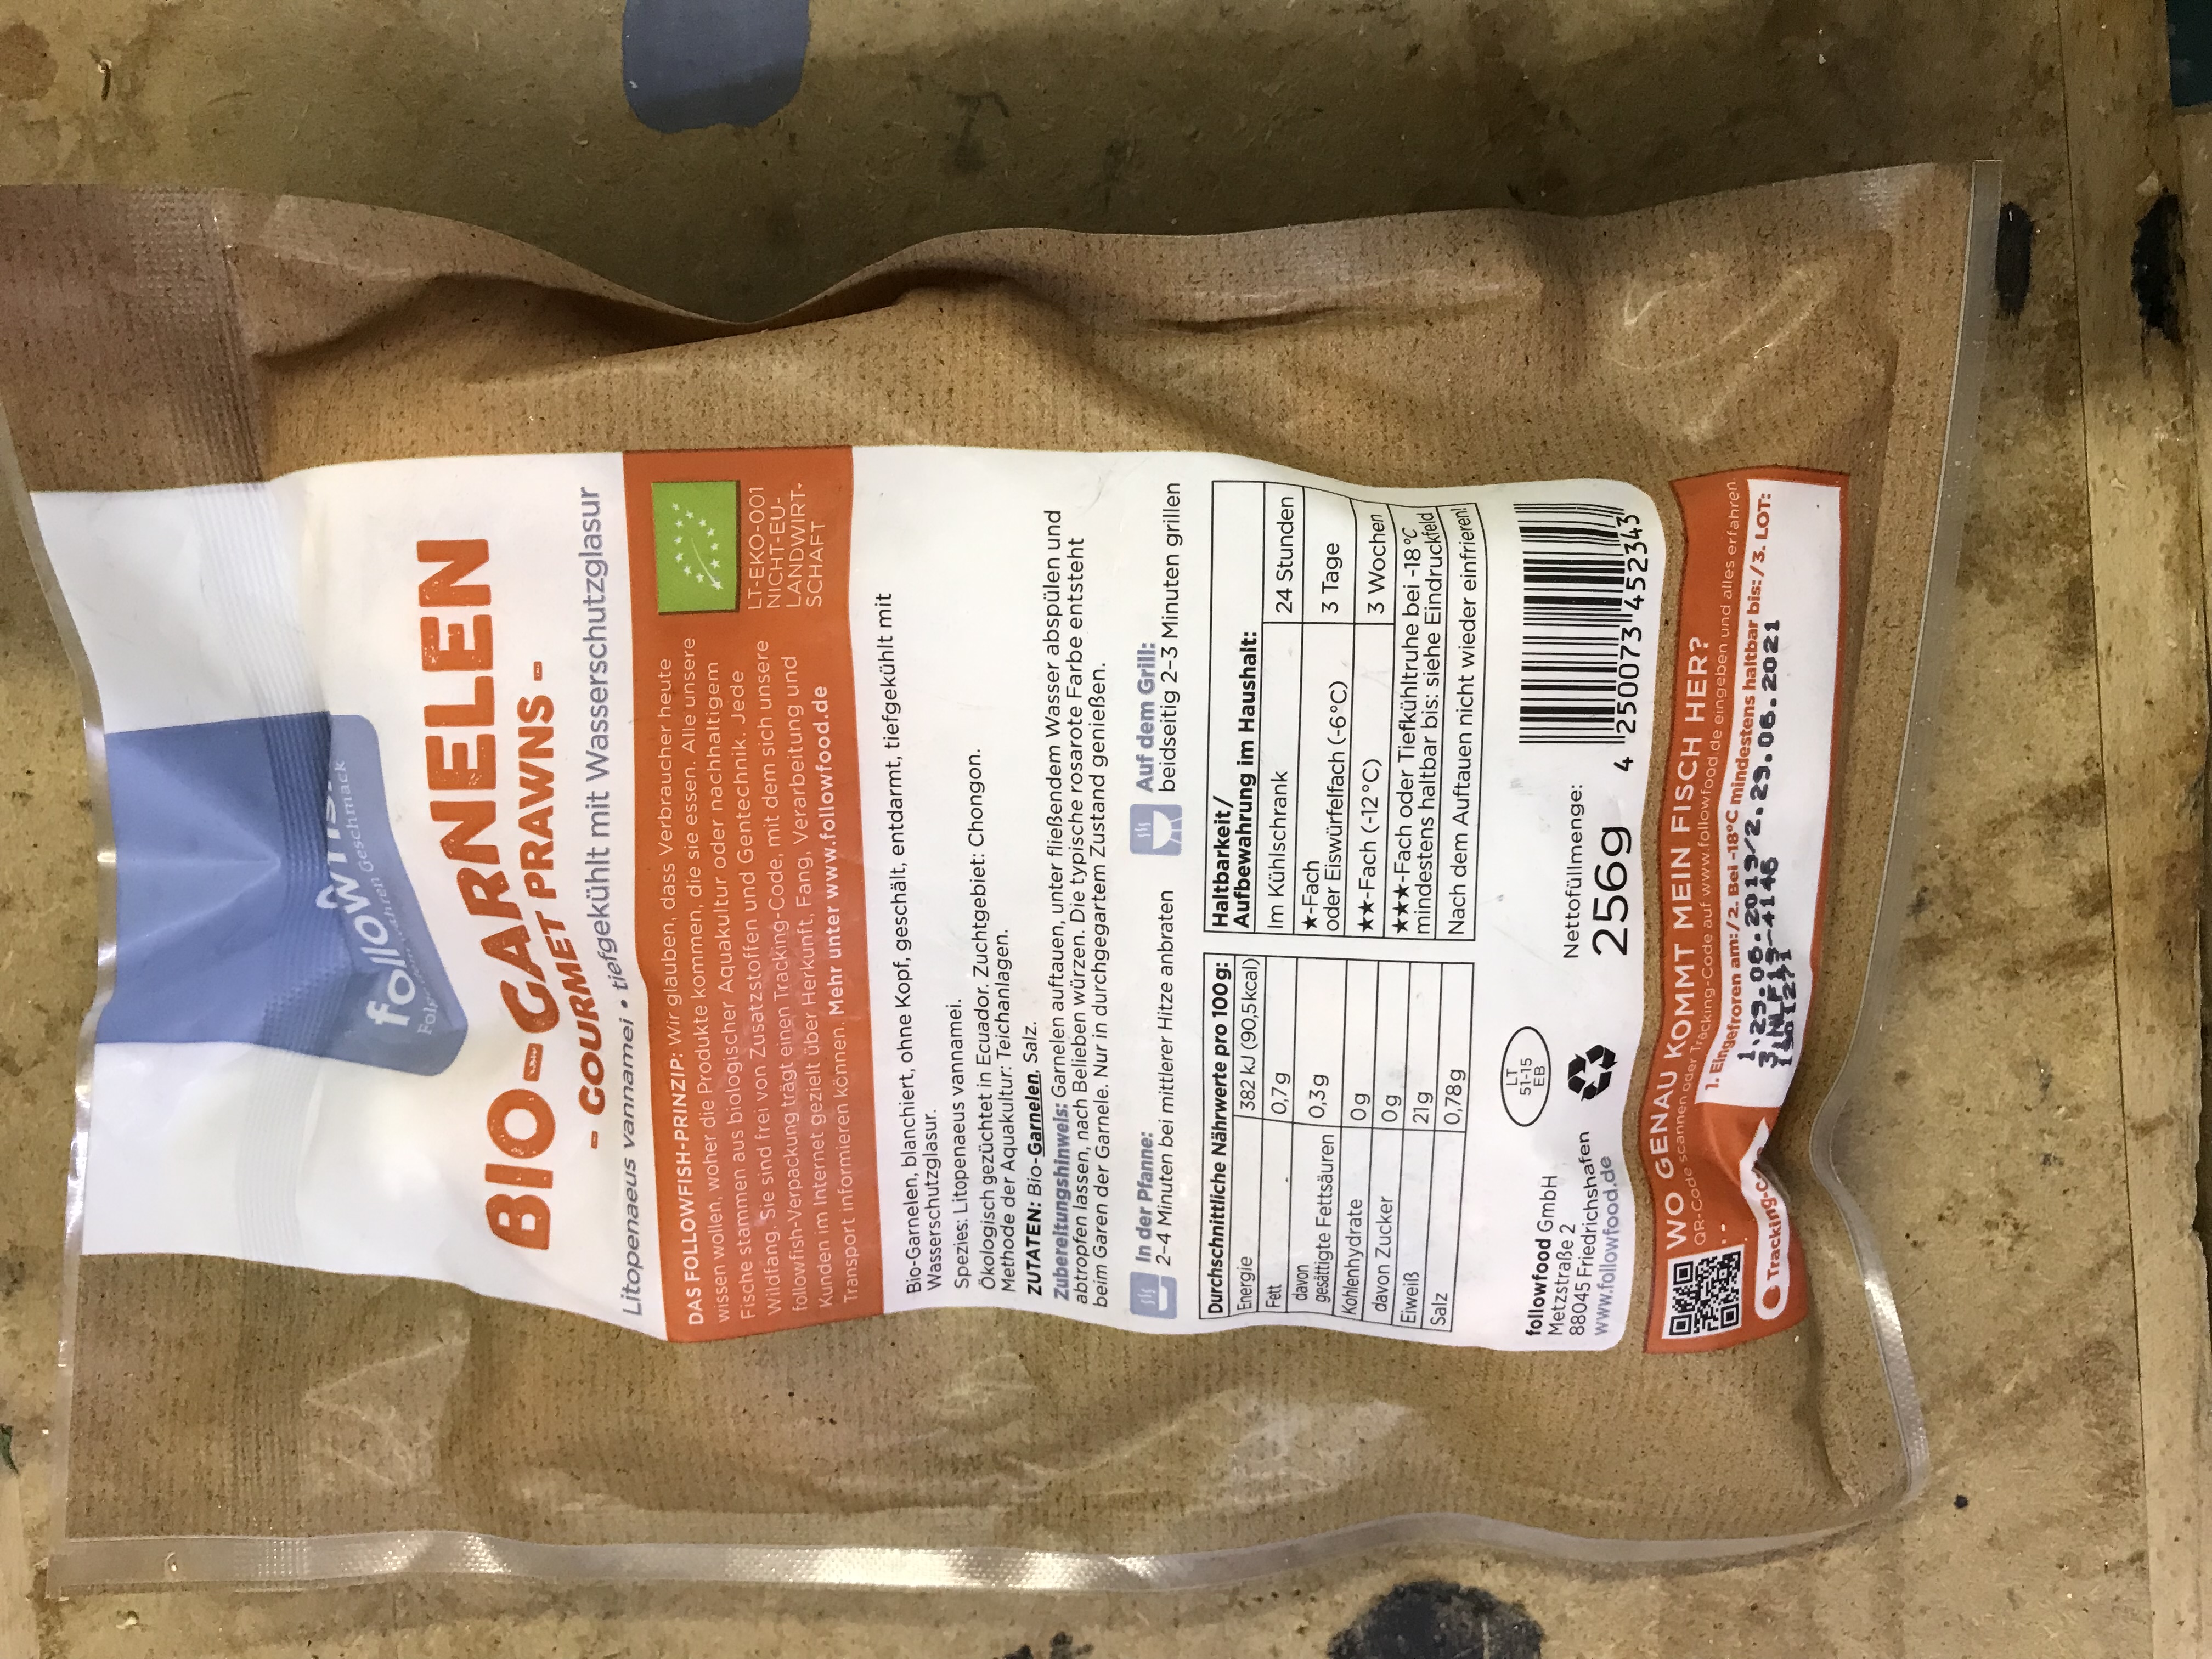 followfish
Folge dem wahren Geschmack
BIO-GARNELEN
- GOURMET PRAWNS -
Litopenaeus vannamei • tiefgekühlt mit Wasserschutzglasur
DAS FOLLOWFISH-PRINZIP: Wir glauben, dass Verbraucher heute
wissen wollen, woher die Produkte kommen, die sie essen. Alle unsere
Fische stammen aus biologischer Aquakultur oder nachhaltigem
Wildfang. Sie sind frei von Zusatzstoffen und Gentechnik. Jede
followfish-Verpackung trägt einen Tracking-Code, mit dem sich unsere
Kunden im Internet gezielt über Herkunft, Fang, Verarbeitung und
Transport informieren können. Mehr unter www.followfood.de
LT-EKO-001
NICHT-EU-
LANDWIRT-
SCHAFT
Bio-Garnelen, blanchiert, ohne Kopf, geschält, entdarmt, tiefgekühlt mit
Wasserschutzglasur.
Spezies: Litopenaeus vannamei.
Ökologisch gezüchtet in Ecuador. Zuchtgebiet: Chongon.
Methode der Aquakultur: Teichanlagen.
ZUTATEN: Bio-Garnelen, Salz.
Zubereitungshinweis: Garnelen auftauen, unter fließendem Wasser abspülen und
abtropfen lassen, nach Belieben würzen. Die typische rosarote Farbe entsteht
beim Garen der Garnele. Nur in durchgegartem Zustand genießen.
In der Pfanne:
2-4 Minuten bei mittlerer Hitze anbraten
Auf dem Grill:
beidseitig 2-3 Minuten grillen
Durchschnittliche Nährwerte pro 100g:
Energie 382 kJ (90,5kcal)
Fett 0,7g
davon
gesättigte Fettsäuren 0,3g
Kohlenhydrate 0g
davon Zucker 0g
Eiweiß 21g
Salz 0,78g
Haltbarkeit/
Aufbewahrung im Haushalt:
Im Kühlschrank 24 Stunden
★-Fach
oder Eiswürfelfach (-6°C) 3 Tage
★★-Fach (-12°C) 3 Wochen
★★★-Fach oder Tiefkühltruhe bei -18°C
mindestens haltbar bis: siehe Eindruckfeld
Nach dem Auftauen nicht wieder einfrieren!
followfood GmbH
Metzstraße 2
88045 Friedrichshafen
www.followfood.de
LT
51-15
EB
Nettofüllmenge:
256g
4 250073 452343
WO GENAU KOMMT MEIN FISCH HER?
QR-Code scannen oder Tracking-Code auf www.followfood.de eingeben und alles erfahren.
Tracking-C
1. Eingefroren am:/2. Bei -18°C mindestens haltbar bis:/3. LOT:
1.29.06.2019/2.29.06.2021